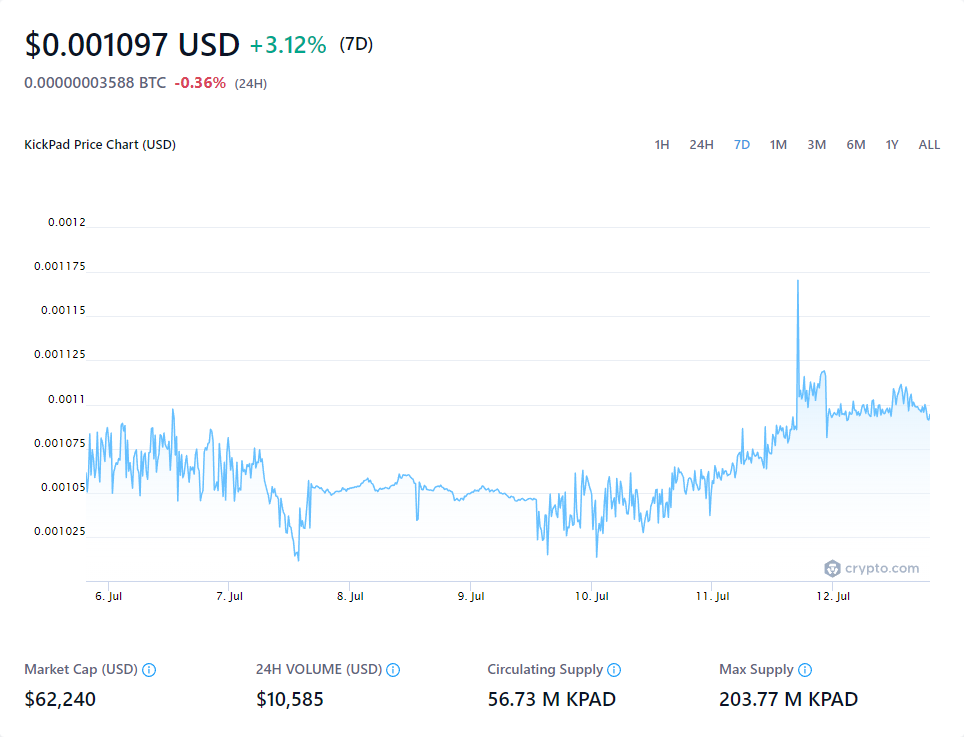 $0.001097 USD +3.12% (7D)
0.00000003588 BTC -0.36% (24H)
KickPad Price Chart (USD) 1H 24H 7D 1M 3M 6M 1Y ALL
0.0012
0.001175
0.00115
0.001125
0.0011
0.001075
0.00105
0.001025
crypto.com
6. Jul 7. Jul 8. Jul 9. Jul 10. Jul 11. Jul 12. Jul
Market Cap (USD) 24H VOLUME (USD) Circulating Supply Max Supply
$62,240 $10,585 56.73 M KPAD 203.77 M KPAD